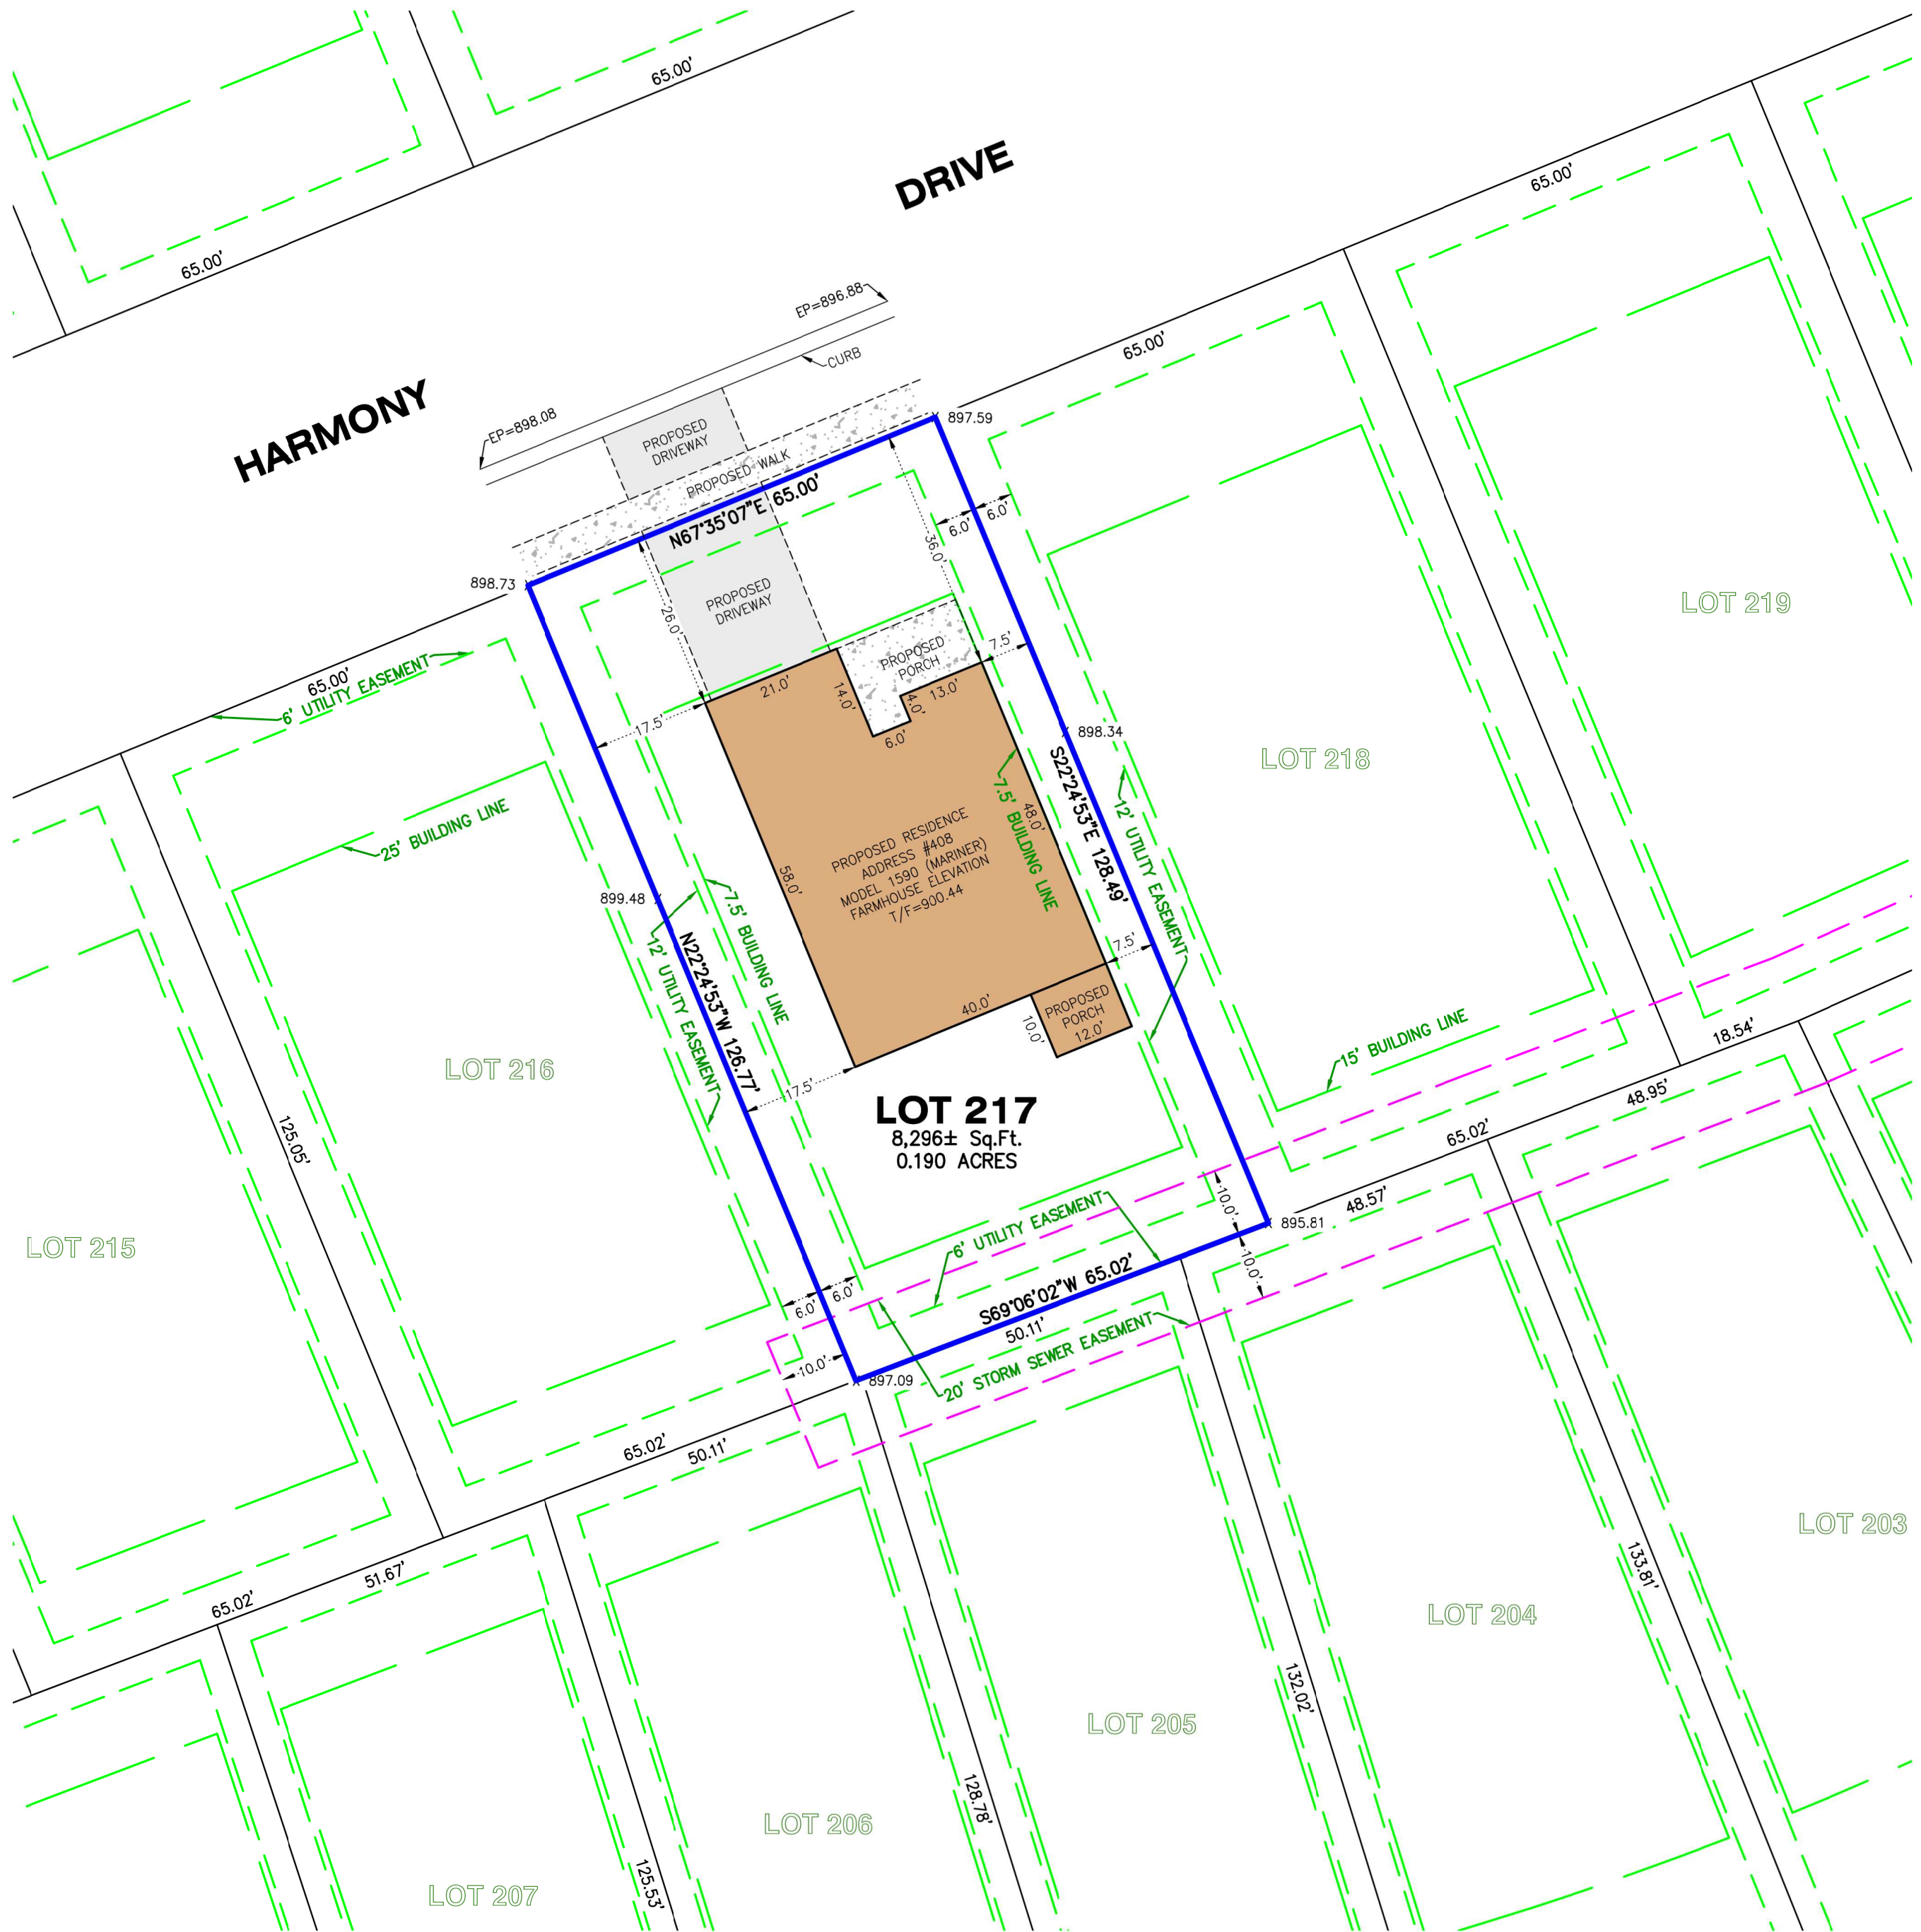 65.00'
DRIVE
65.00'
65.00'
EP=896.88
65.00'
CURB
HARMONY
EP=898.08
PROPOSED
DRIVEWAY
897.59
PROPOSED WALK
N67°35'07"E 65.00'
6.0'
6.0'
36.0'
898.73
PROPOSED
DRIVEWAY
26.0'
LOT 219
PROPOSED
PORCH
7.5'
65.00'
6' UTILITY EASEMENT
21.0'
14.0'
4.0'
13.0'
17.5'
6.0'
898.34
LOT 218
25' BUILDING LINE
7.5' BUILDING LINE
48.0'
S22°24'53"E 128.49'
12' UTILITY EASEMENT
PROPOSED RESIDENCE
ADDRESS #408
MODEL 1590 (MARINER)
FARMHOUSE ELEVATION
T/F=900.44
58.0'
899.48
7.5' BUILDING LINE
12' UTILITY EASEMENT
N22°24'53"W 126.77'
7.5'
40.0'
PROPOSED
PORCH
10.0'
12.0'
15' BUILDING LINE
18.54'
LOT 216
17.5'
48.95'
LOT 217
8,296± Sq.Ft.
0.190 ACRES
65.02'
125.05'
10.0'
48.57'
6' UTILITY EASEMENT
895.81
LOT 215
10.0'
6.0'
6.0'
S69°06'02"W 65.02'
50.11'
20' STORM SEWER EASEMENT
10.0'
897.09
65.02'
50.11'
LOT 203
51.67'
133.81'
65.02'
LOT 204
132.02'
LOT 205
128.78'
LOT 206
125.53'
LOT 207